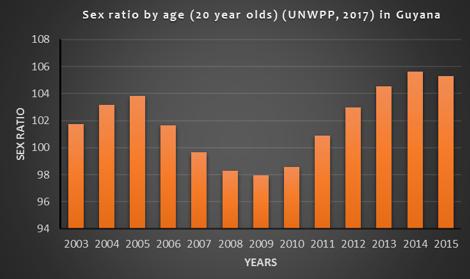 Sex ratio by age (20 year olds) (UNWPP, 2017) in Guyana
108
106
104
102
100
98
96
94
SEX RATIO
2003 2004 2005 2006 2007 2008 2009 2010 2011 2012 2013 2014 2015
YEARS